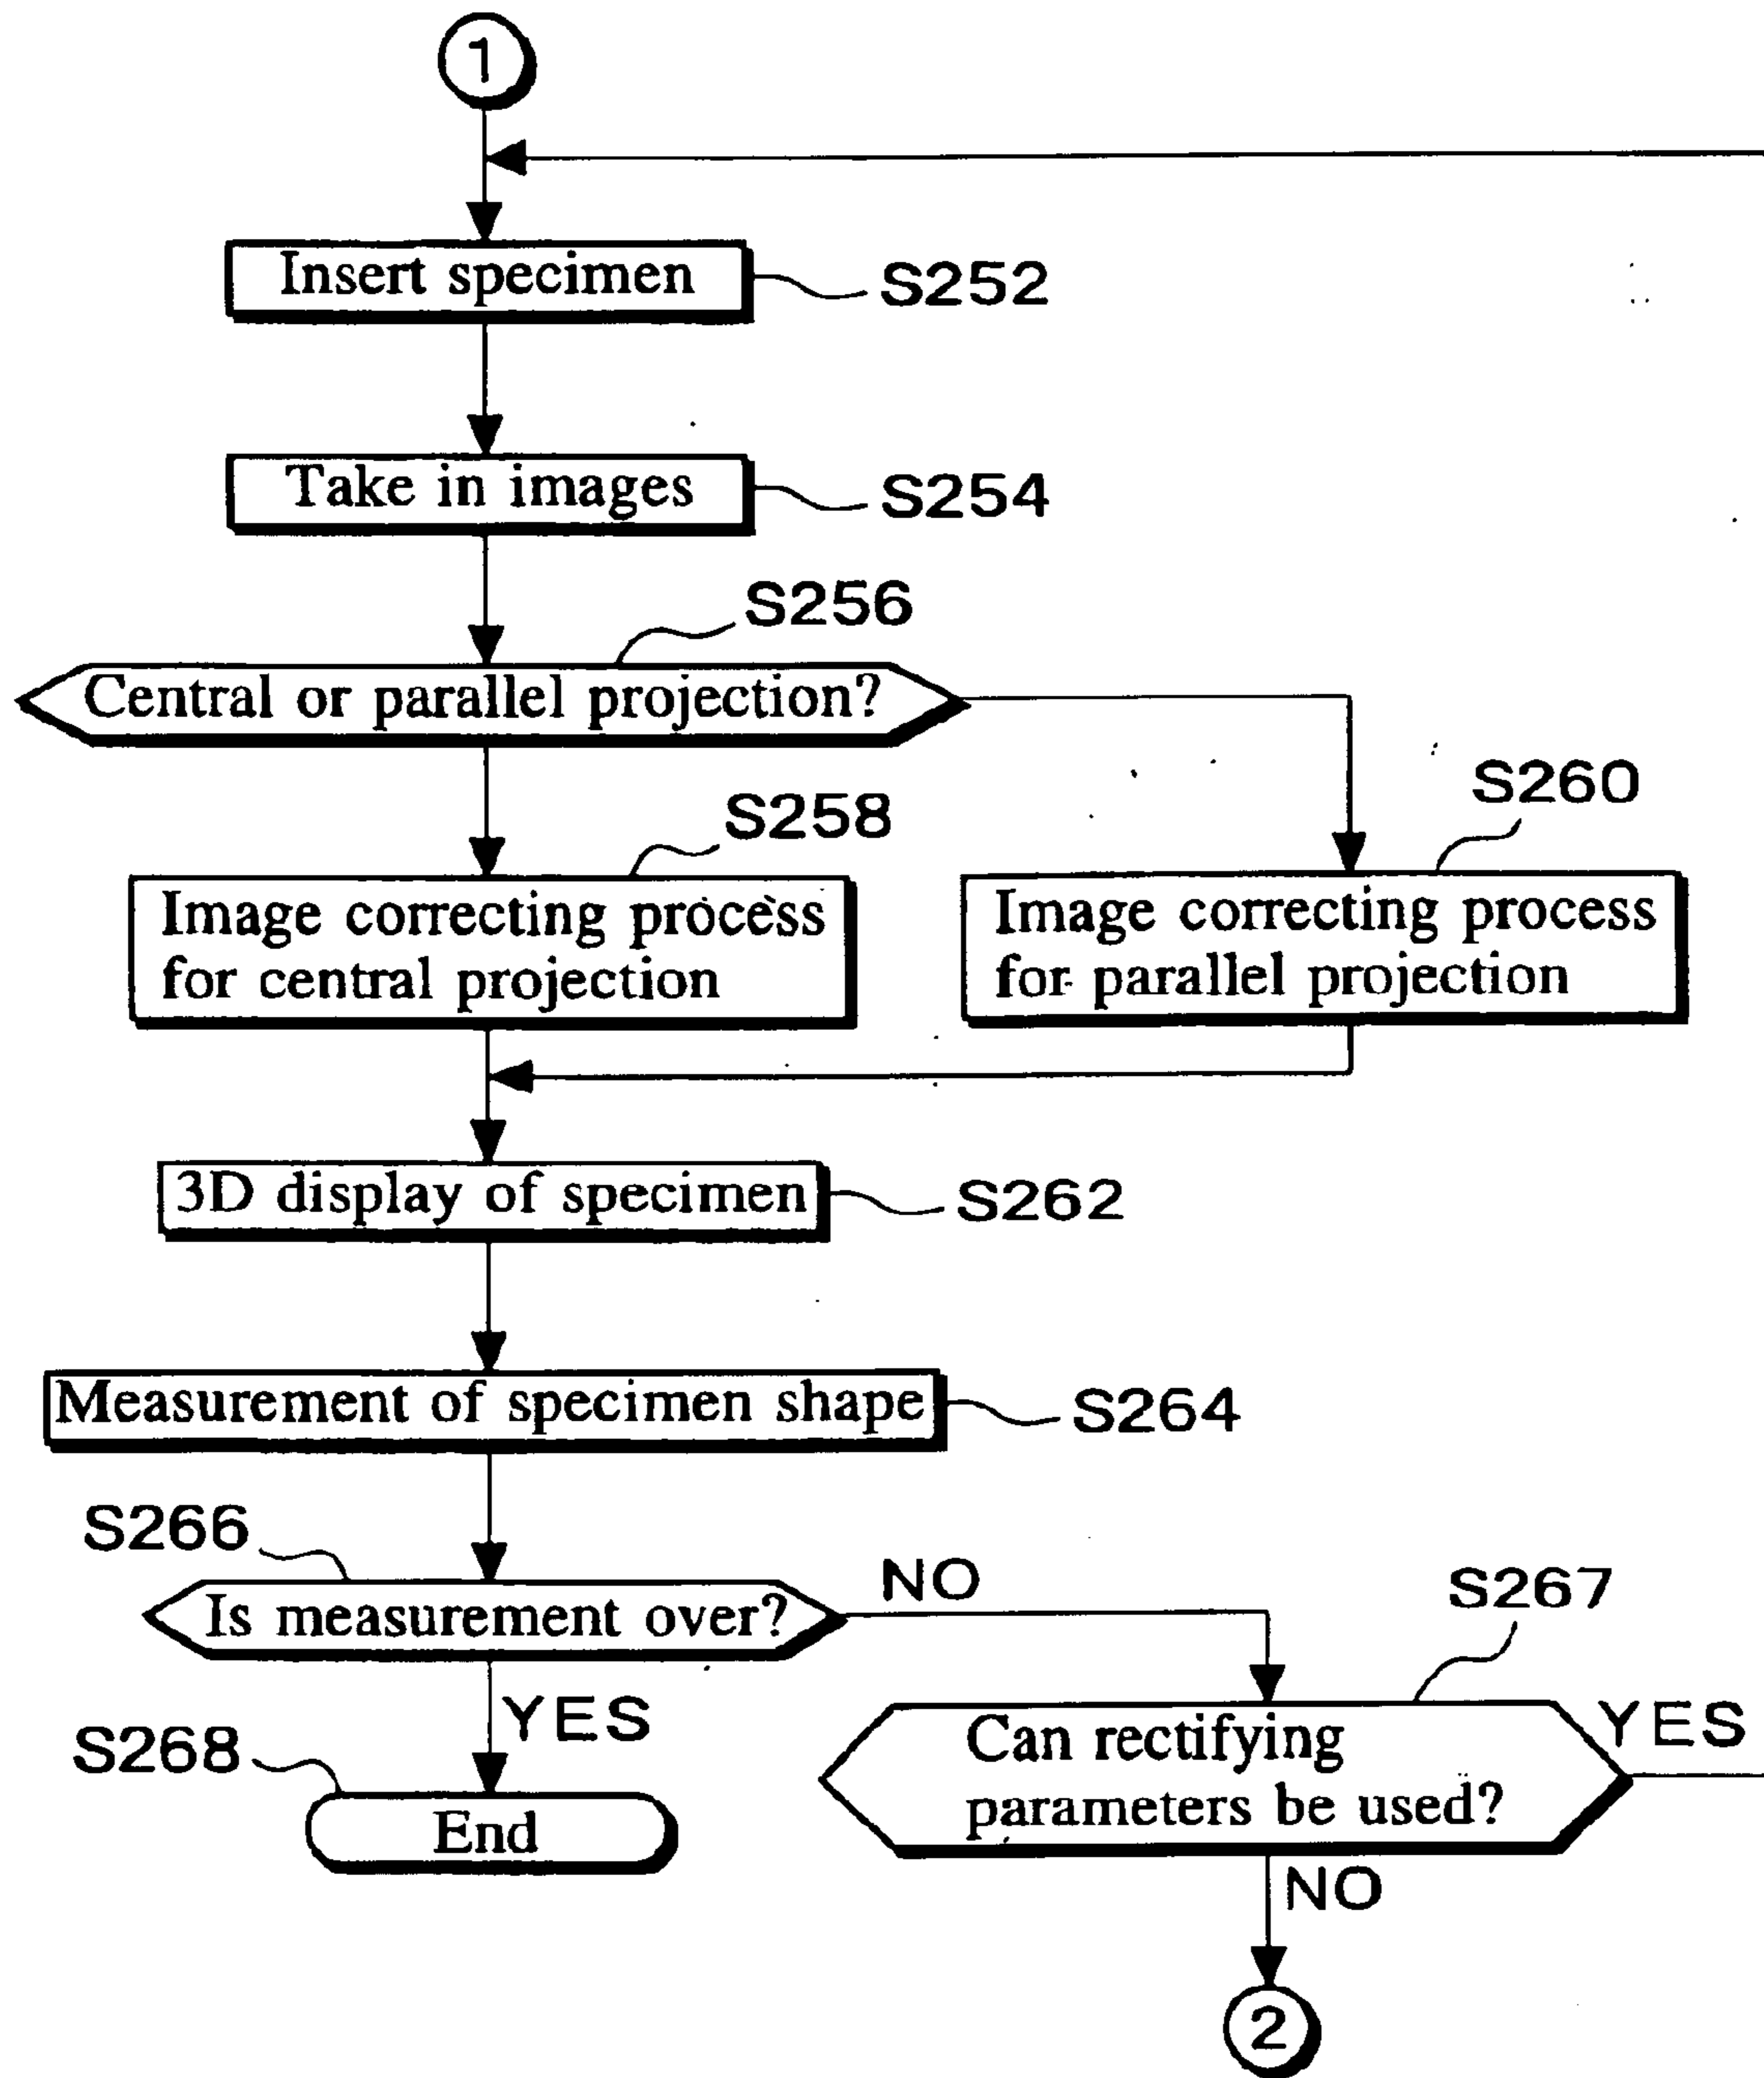 1
Insert specimen
S252
Take in images
S254
S256
Central or parallel projection?
S258
Image correcting process
for central projection
S260
Image correcting process
for parallel projection
3D display of specimen
S262
Measurement of specimen shape
S264
S266
Is measurement over?
NO
YES
S268
End
S267
Can rectifying
parameters be used?
YES
NO
2